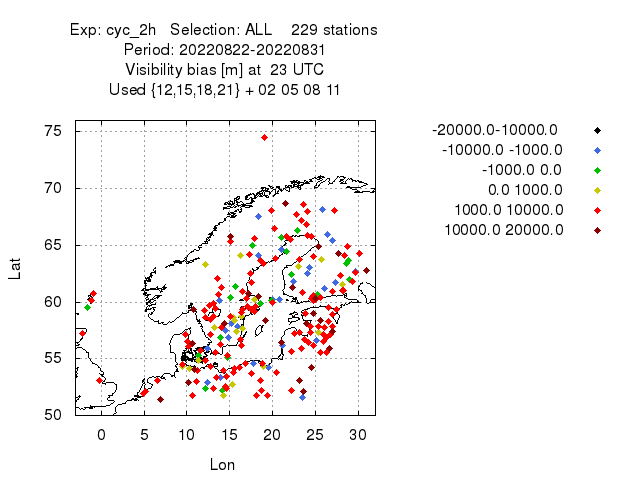 Exp: cyc_2h   Selection: ALL    229 stations
Period: 20220822-20220831
Visibility bias [m] at  23 UTC
Used {12,15,18,21} + 02 05 08 11
-20000.0-10000.0
-10000.0 -1000.0
-1000.0 0.0
0.0 1000.0
1000.0 10000.0
10000.0 20000.0
75
70
65
60
55
50
Lat
0 5 10 15 20 25 30
Lon